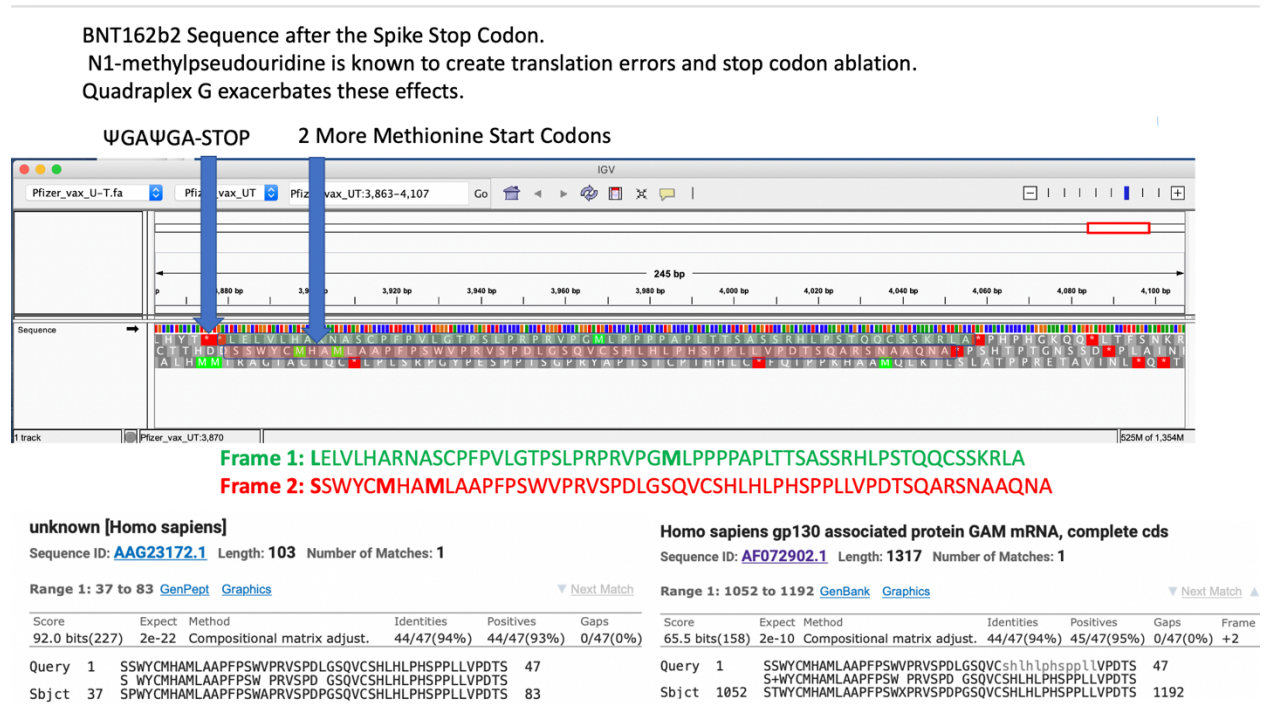 BNT162b2 Sequence after the Spike Stop Codon.
N1-methylpseudouridine is known to create translation errors and stop codon ablation.
Quadraplex G exacerbates these effects.
ΨGAΨGA-STOP 2 More Methionine Start Codons
IGV
Pfizer_vax_U-T.fa Pfizer_vax_UT Pfizer_vax_UT:3,863-4,107 Go
245 bp
3,880 bp 3,920 bp 3,940 bp 3,960 bp 3,980 bp 4,000 bp 4,020 bp 4,040 bp 4,060 bp 4,080 bp 4,100 bp
Sequence
1 track Pfizer_vax_UT:3,870 525M of 1,354M
Frame 1: LELVLHARNASCPFPVLGTPSLPRPRVPGMLPPPPAPLTTSASSRHLPSTQQCSSKRLA
Frame 2: SSWYCMHAMLAAPFPSWVPRVSPDLGSQVCSHLHLPHSPPLLVPDTSQARSNAAQNA
unknown [Homo sapiens]
Sequence ID: AAG23172.1 Length: 103 Number of Matches: 1
Range 1: 37 to 83 GenPept Graphics ▼ Next Match
Score Expect Method Identities Positives Gaps
92.0 bits(227) 2e-22 Compositional matrix adjust. 44/47(94%) 44/47(93%) 0/47(0%)
Query 1 SSWYCMHAMLAAPFPSWVPRVSPDLGSQVCSHLHLPHSPPLLVPDTS 47
S WYCMHAMLAAPFPSW PRVSPD GSQVCSHLHLPHSPPLLVPDTS
Sbjct 37 SPWYCMHAMLAAPFPSWAPRVSPDPGSQVCSHLHLPHSPPLLVPDTS 83
Homo sapiens gp130 associated protein GAM mRNA, complete cds
Sequence ID: AF072902.1 Length: 1317 Number of Matches: 1
Range 1: 1052 to 1192 GenBank Graphics ▼ Next Match ▲
Score Expect Method Identities Positives Gaps Frame
65.5 bits(158) 2e-10 Compositional matrix adjust. 44/47(94%) 45/47(95%) 0/47(0%) +2
Query 1 SSWYCMHAMLAAPFPSWVPRVSPDLGSQVCshlhlphsppllVPDTS 47
S+WYCMHAMLAAPFPSW PRVSPD GSQVCSHLHLPHSPPLLVPDTS
Sbjct 1052 STWYCMHAMLAAPFPSWXPRVSPDPGSQVCSHLHLPHSPPLLVPDTS 1192